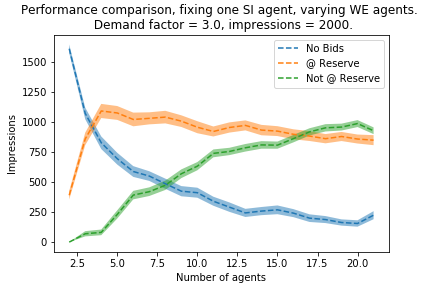 Performance comparison, fixing one SI agent, varying WE agents.
Demand factor = 3.0, impressions = 2000.
No Bids
@ Reserve
Not @ Reserve
Impressions
1500
1250
1000
750
500
250
0
2.5 5.0 7.5 10.0 12.5 15.0 17.5 20.0
Number of agents